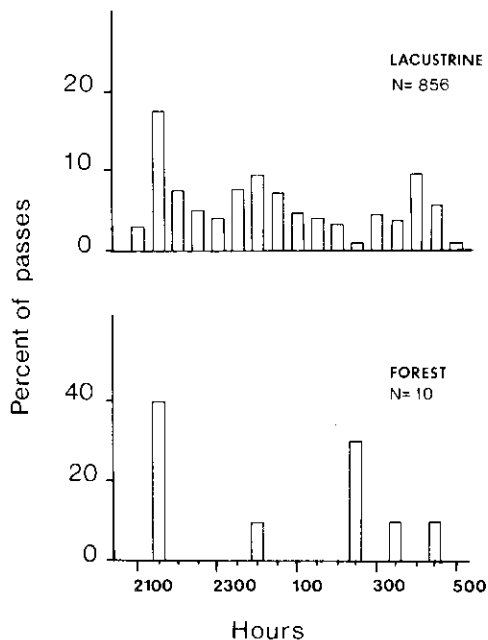 LACUSTRINE
N= 856
20
10
0
Percent of passes
FOREST
N= 10
40
20
0
2100 2300 100 300 500
Hours